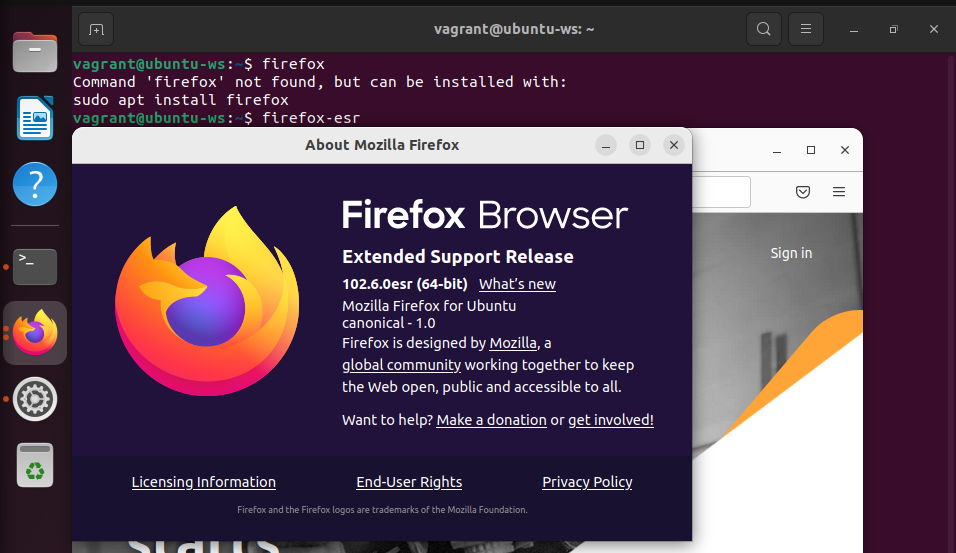 vagrant@ubuntu-ws: ~
vagrant@ubuntu-ws:~$ firefox
Command 'firefox' not found, but can be installed with:
sudo apt install firefox
vagrant@ubuntu-ws:~$ firefox-esr
About Mozilla Firefox
Firefox Browser
Extended Support Release
102.6.0esr (64-bit) What's new
Mozilla Firefox for Ubuntu
canonical - 1.0
Firefox is designed by Mozilla, a
global community working together to keep
the Web open, public and accessible to all.
Want to help? Make a donation or get involved!
Licensing Information End-User Rights Privacy Policy
Firefox and the Firefox logos are trademarks of the Mozilla Foundation.
Sign in
starts